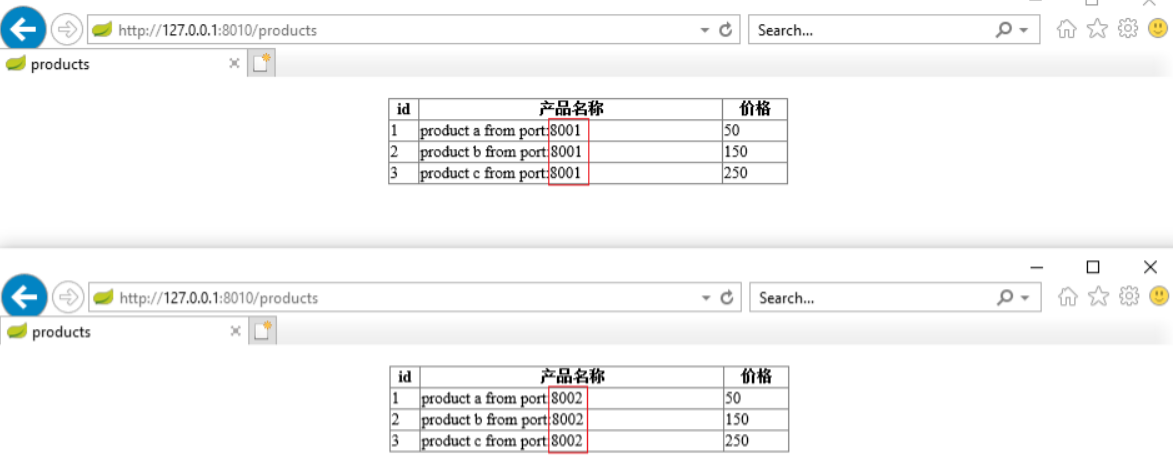 http://127.0.0.1:8010/products
Search...
products
id 产品名称 价格
1 product a from port:8001 50
2 product b from port:8001 150
3 product c from port:8001 250
http://127.0.0.1:8010/products
Search...
products
id 产品名称 价格
1 product a from port:8002 50
2 product b from port:8002 150
3 product c from port:8002 250